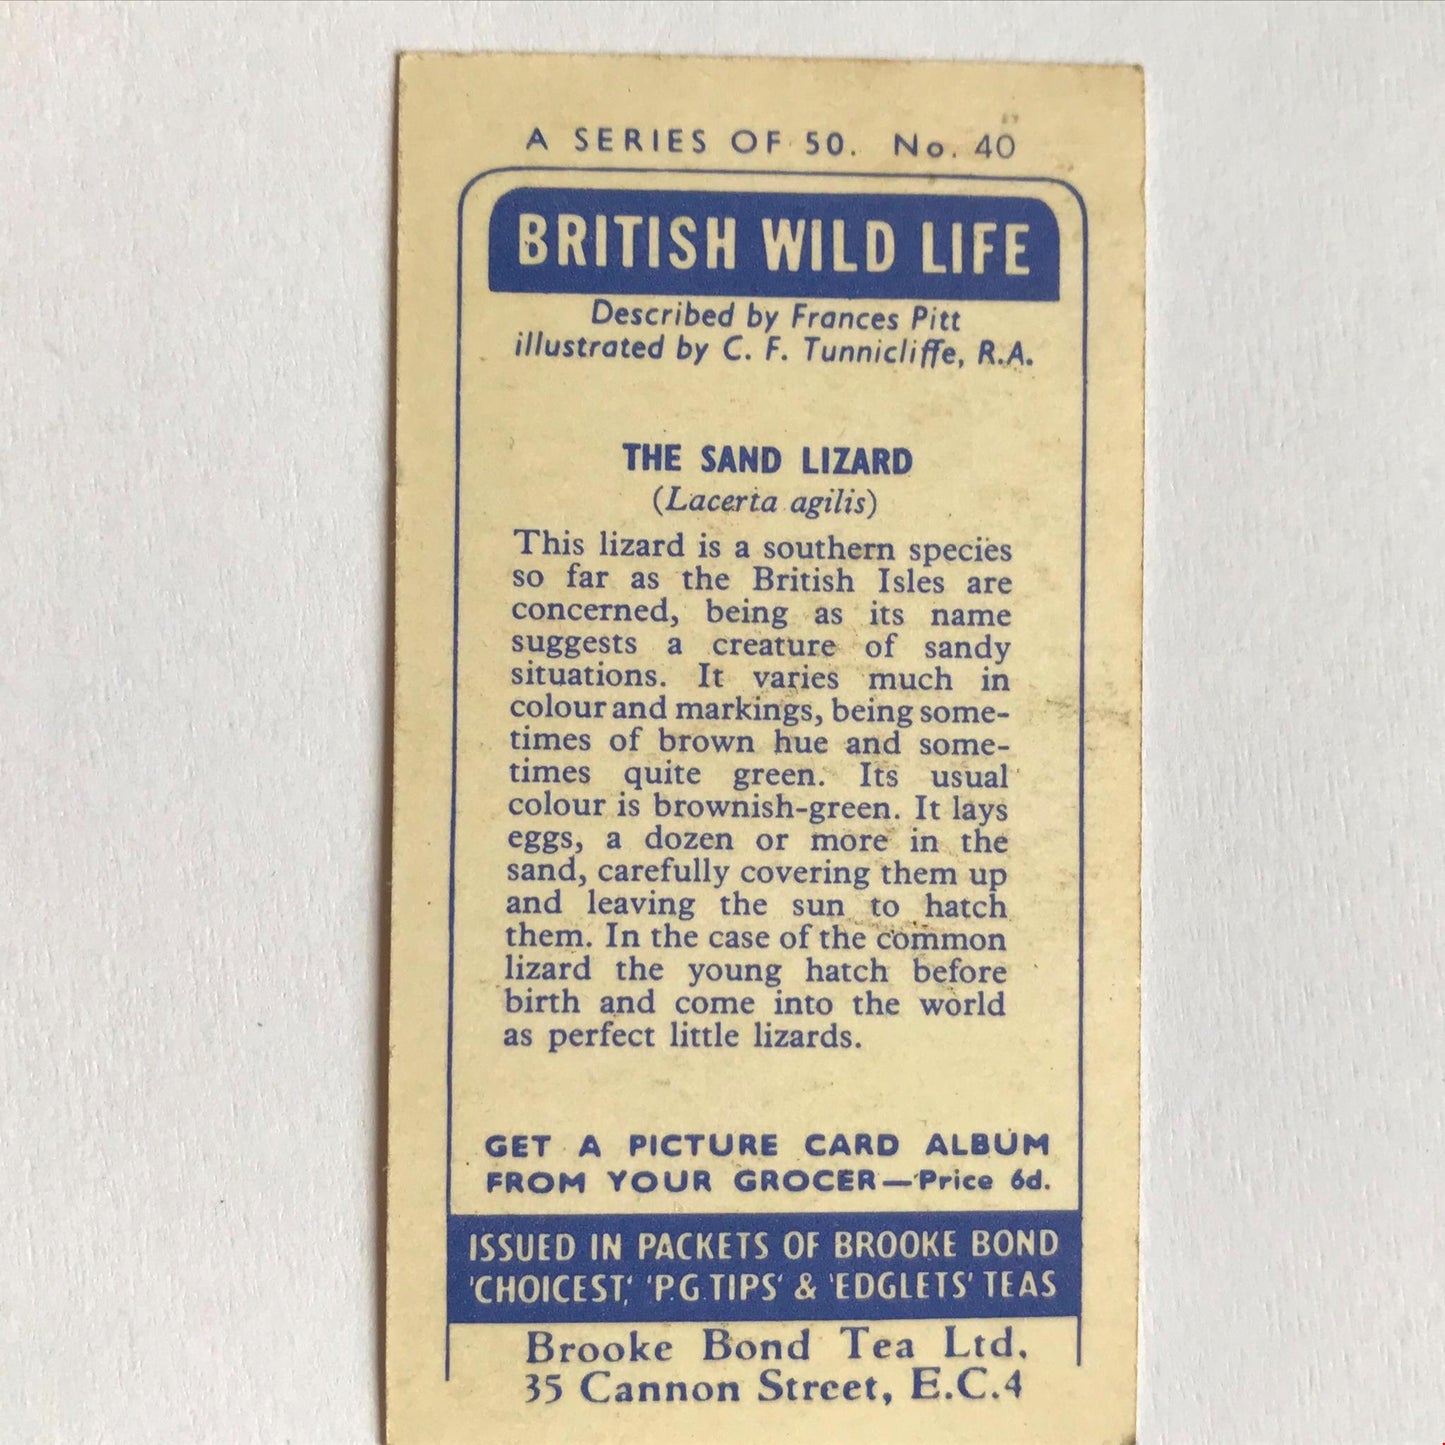 A SERIES OF 50. No. 40
BRITISH WILD LIFE
Described by Frances Pitt
illustrated by C. F. Tunnicliffe, R.A.
THE SAND LIZARD
(Lacerta agilis)
This lizard is a southern species
so far as the British Isles are
concerned, being as its name
suggests a creature of sandy
situations. It varies much in
colour and markings, being some-
times of brown hue and some-
times quite green. Its usual
colour is brownish-green. It lays
eggs, a dozen or more in the
sand, carefully covering them up
and leaving the sun to hatch
them. In the case of the common
lizard the young hatch before
birth and come into the world
as perfect little lizards.
GET A PICTURE CARD ALBUM
FROM YOUR GROCER—Price 6d.
ISSUED IN PACKETS OF BROOKE BOND
'CHOICEST,' 'P.G.TIPS' & 'EDGLETS' TEAS
Brooke Bond Tea Ltd.
35 Cannon Street, E.C.4